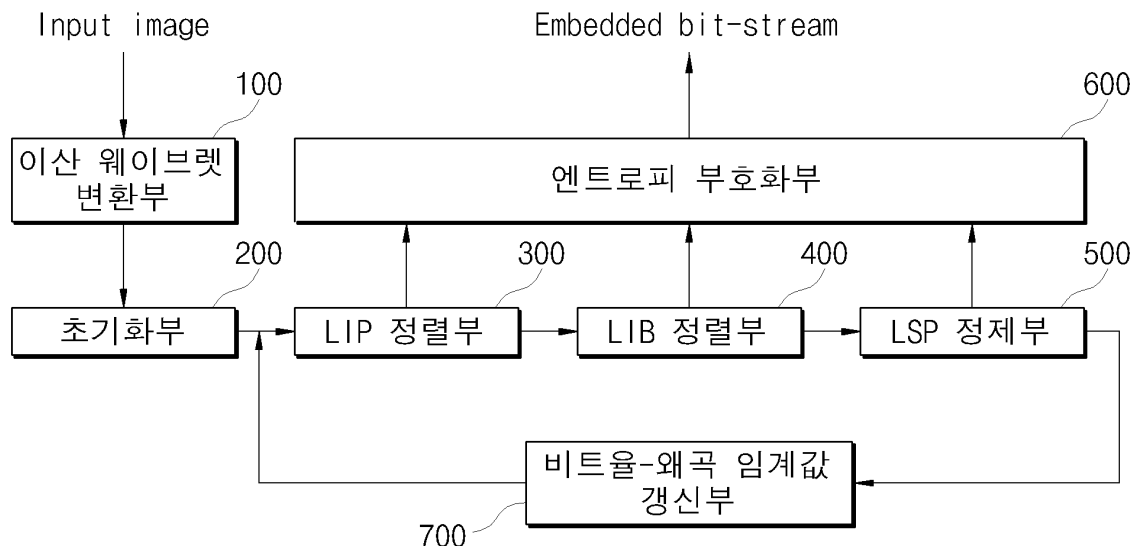 Input image
Embedded bit-stream
100
600
이산 웨이브렛
변환부
엔트로피 부호화부
200
300
400
500
초기화부
LIP 정렬부
LIB 정렬부
LSP 정제부
비트율-왜곡 임계값
갱신부
700